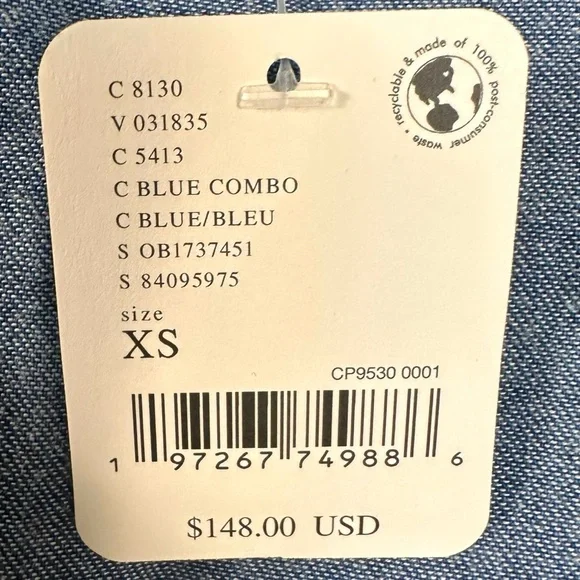 C 8130
V 031835
C 5413
C BLUE COMBO
C BLUE/BLEU
S OB1737451
S 84095975
size
XS
recyclable & made of 100% post-consumer waste •
CP9530 0001
1 97267 74988 6
$148.00 USD